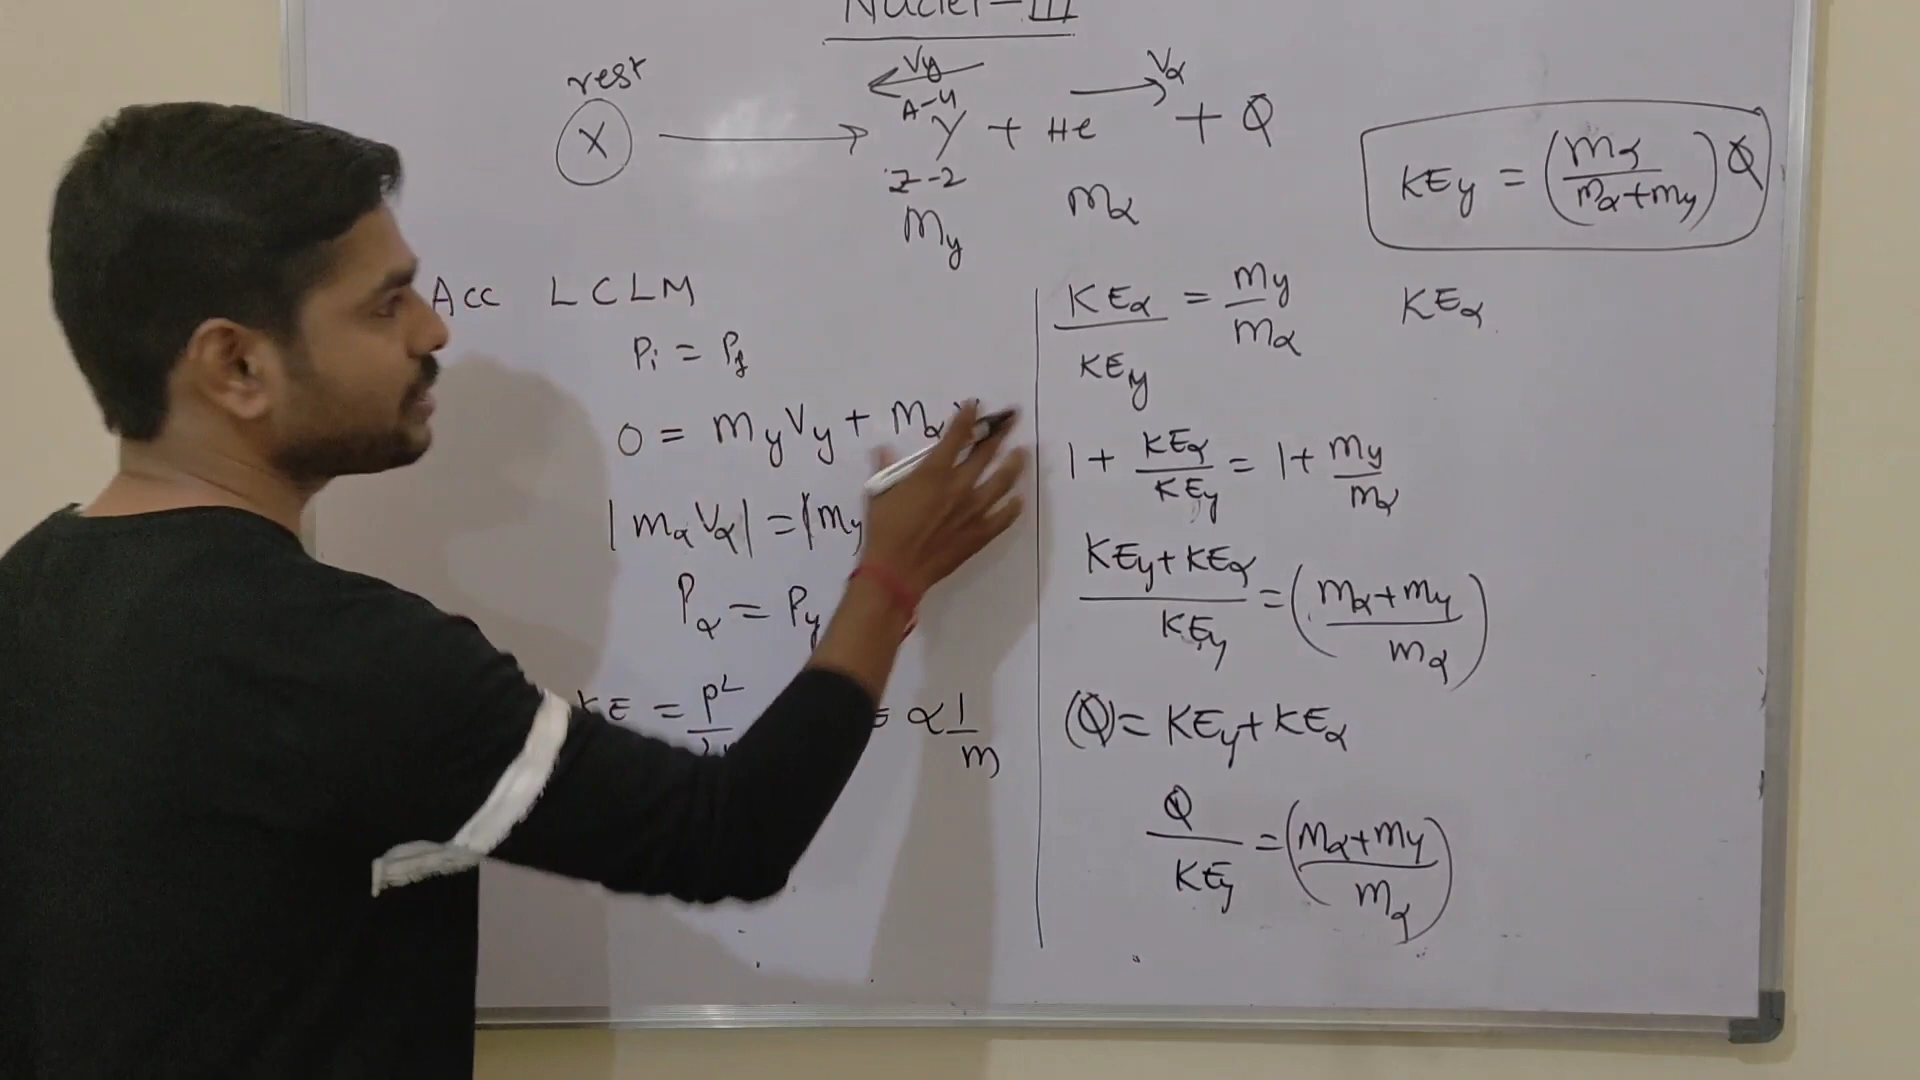 Nuclei-III
rest
X → A-4 Y Z-2 + He + Q
Vy
Vα
my mα
KEy = (mα/(mα+my)) Q
Acc LCLM
Pi = Pf
0 = myVy + mα
|mαVα| = |my
Pα = Py
KE = P²
α 1/m
KEα/KEy = my/mα
KEα
1 + KEα/KEy = 1 + my/mα
(KEy+KEα)/KEy = ((mα+my)/mα)
(Q) = KEy+KEα
Q/KEy = ((mα+my)/mα)